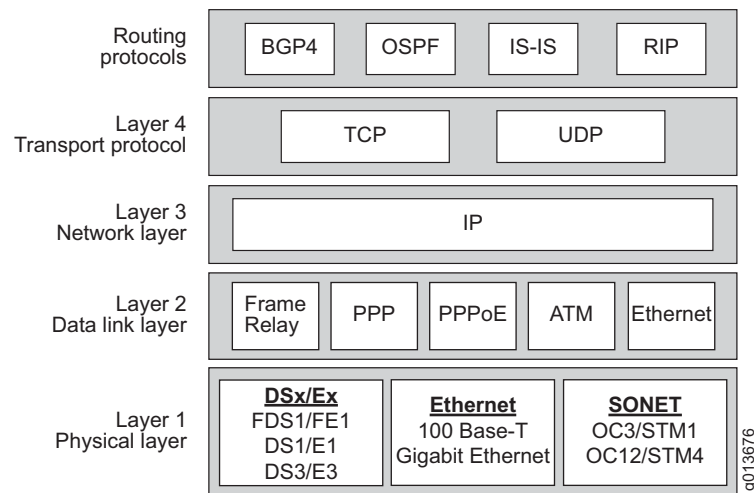 Routing
protocols
BGP4
OSPF
IS-IS
RIP
Layer 4
Transport protocol
TCP
UDP
Layer 3
Network layer
IP
Layer 2
Data link layer
Frame
Relay
PPP
PPPoE
ATM
Ethernet
Layer 1
Physical layer
DSx/Ex
FDS1/FE1
DS1/E1
DS3/E3
Ethernet
100 Base-T
Gigabit Ethernet
SONET
OC3/STM1
OC12/STM4
g013676